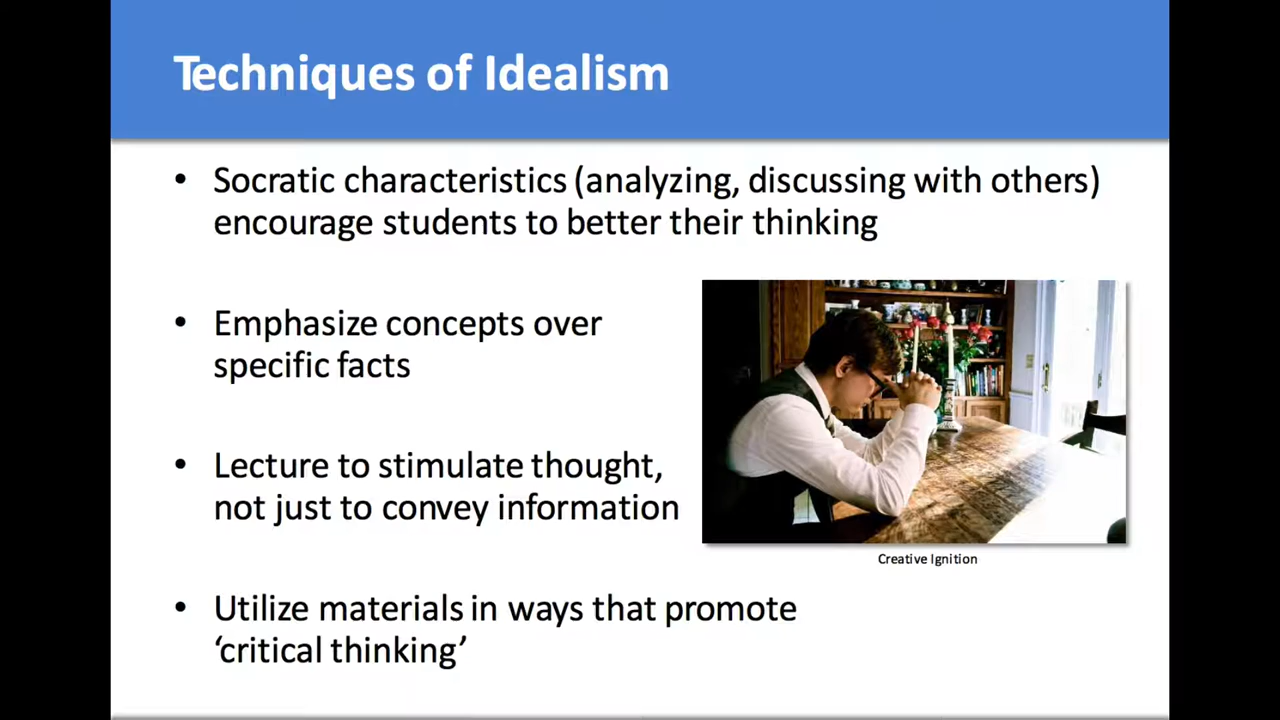 Techniques of Idealism
• Socratic characteristics (analyzing, discussing with others)
encourage students to better their thinking
• Emphasize concepts over
specific facts
• Lecture to stimulate thought,
not just to convey information
Creative Ignition
• Utilize materials in ways that promote
‘critical thinking’